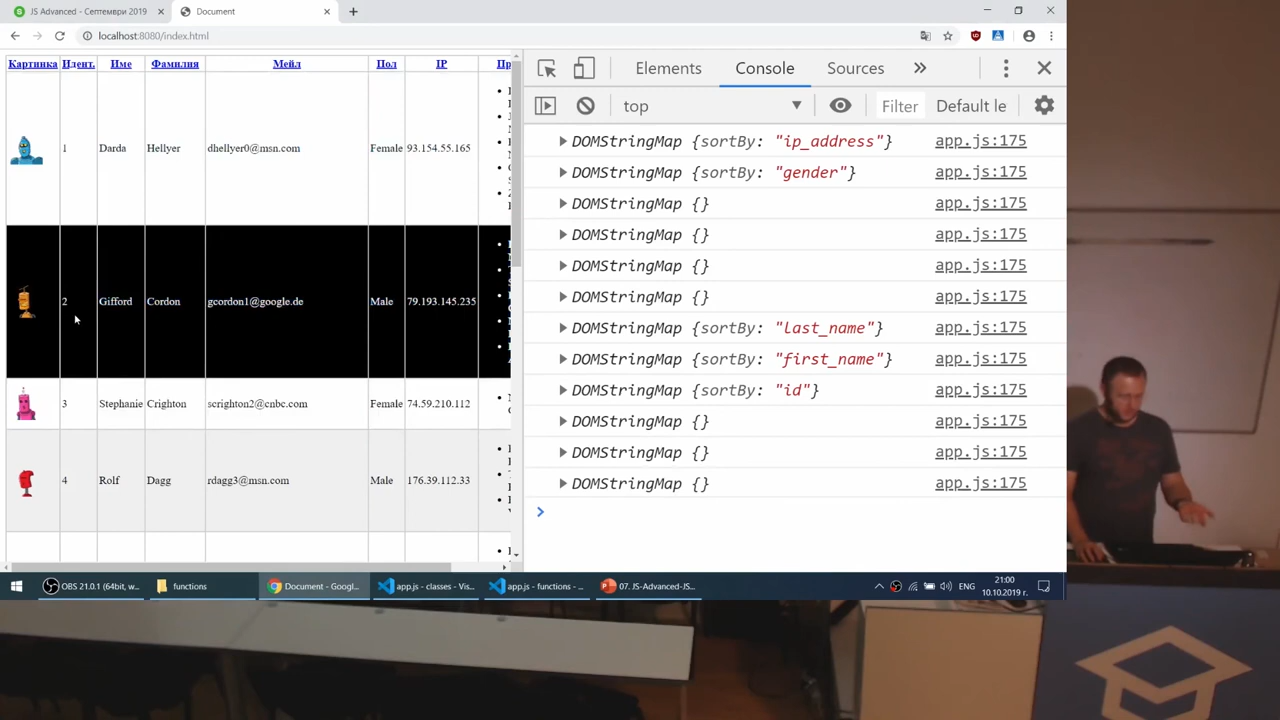 JS Advanced - Септември 2019
Document
localhost:8080/index.html
Картинка Идент. Име Фамилия Мейл Пол IP Пр
1 Darda Hellyer dhellyer0@msn.com Female 93.154.55.165
2 Gifford Cordon gcordon1@google.de Male 79.193.145.235
3 Stephanie Crighton scrighton2@cnbc.com Female 74.59.210.112
4 Rolf Dagg rdagg3@msn.com Male 176.39.112.33
Elements Console Sources »
top Filter Default le
DOMStringMap {sortBy: "ip_address"} app.js:175
DOMStringMap {sortBy: "gender"} app.js:175
DOMStringMap {} app.js:175
DOMStringMap {} app.js:175
DOMStringMap {} app.js:175
DOMStringMap {} app.js:175
DOMStringMap {sortBy: "last_name"} app.js:175
DOMStringMap {sortBy: "first_name"} app.js:175
DOMStringMap {sortBy: "id"} app.js:175
DOMStringMap {} app.js:175
DOMStringMap {} app.js:175
DOMStringMap {} app.js:175
OBS 21.0.1 (64bit, w... functions Document - Googl... app.js - classes - Vis... app.js - functions - ... 07. JS-Advanced-JS... ЕНГ 21:00
10.10.2019 г.